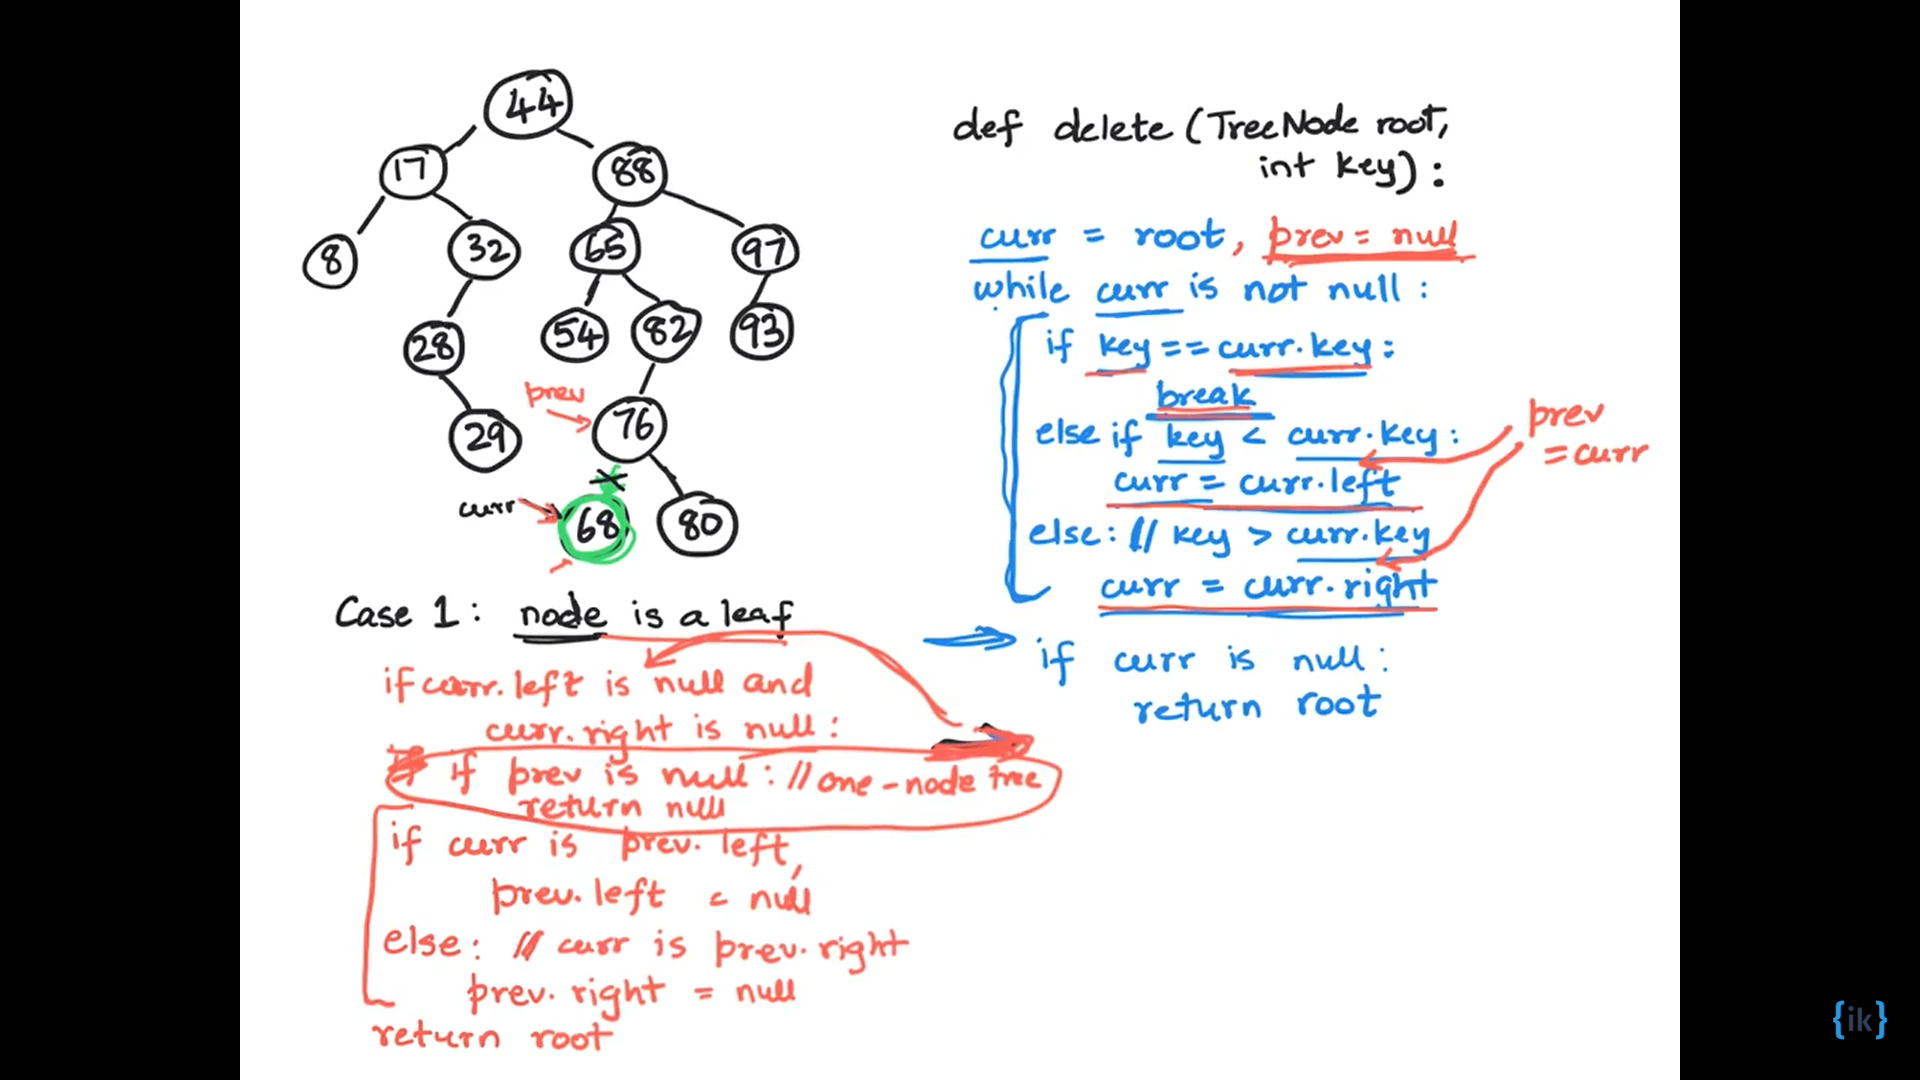 44
17
88
8
32
65
97
28
54
82
93
prev
76
29
curr
68
80
Case 1: node is a leaf
if curr.left is null and
curr.right is null:
if prev is null: // one-node tree
return null
if curr is prev.left,
prev.left = null
else: // curr is prev.right
prev.right = null
return root
def delete (TreeNode root,
int key):
curr = root, prev = null
while curr is not null:
if key == curr.key:
break
else if key < curr.key:
curr = curr.left
else: // key > curr.key
curr = curr.right
prev
= curr
if curr is null:
return root
{ik}